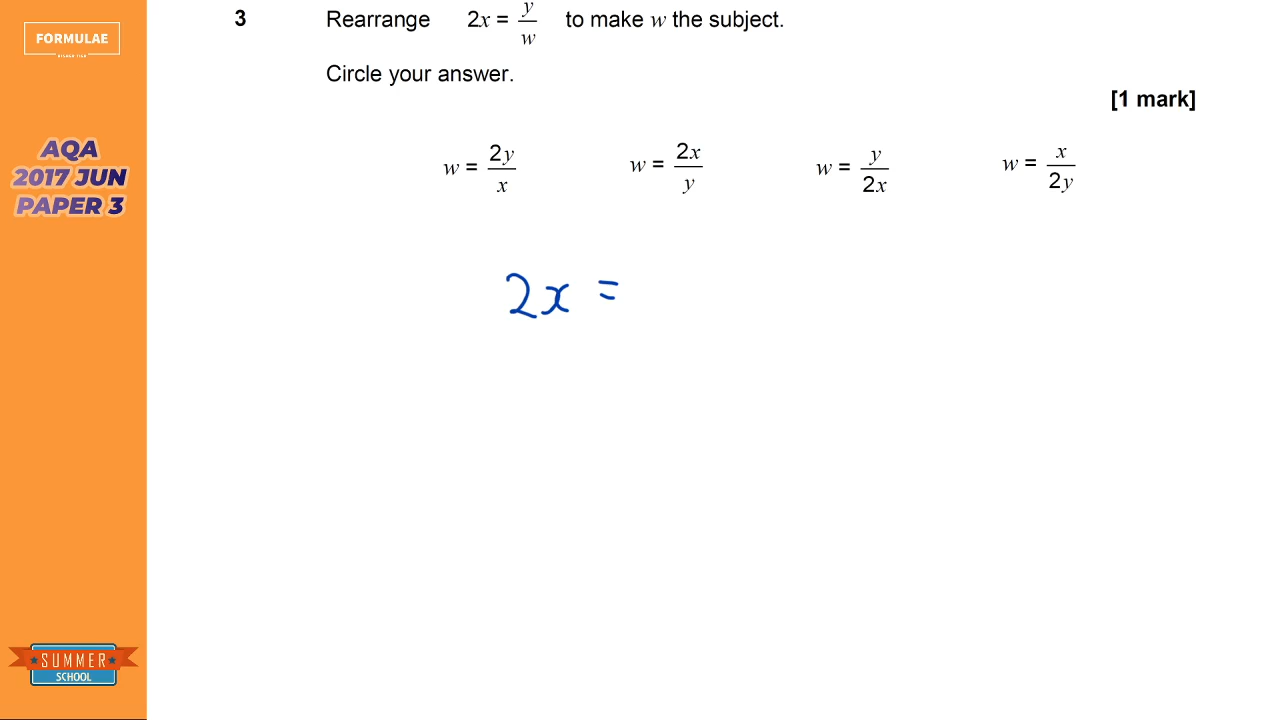 FORMULAE
AQA
2017 JUN
PAPER 3
SUMMER
SCHOOL
3 Rearrange 2x = y/w to make w the subject.
Circle your answer.
[1 mark]
w = 2y/x w = 2x/y w = y/2x w = x/2y
2x =